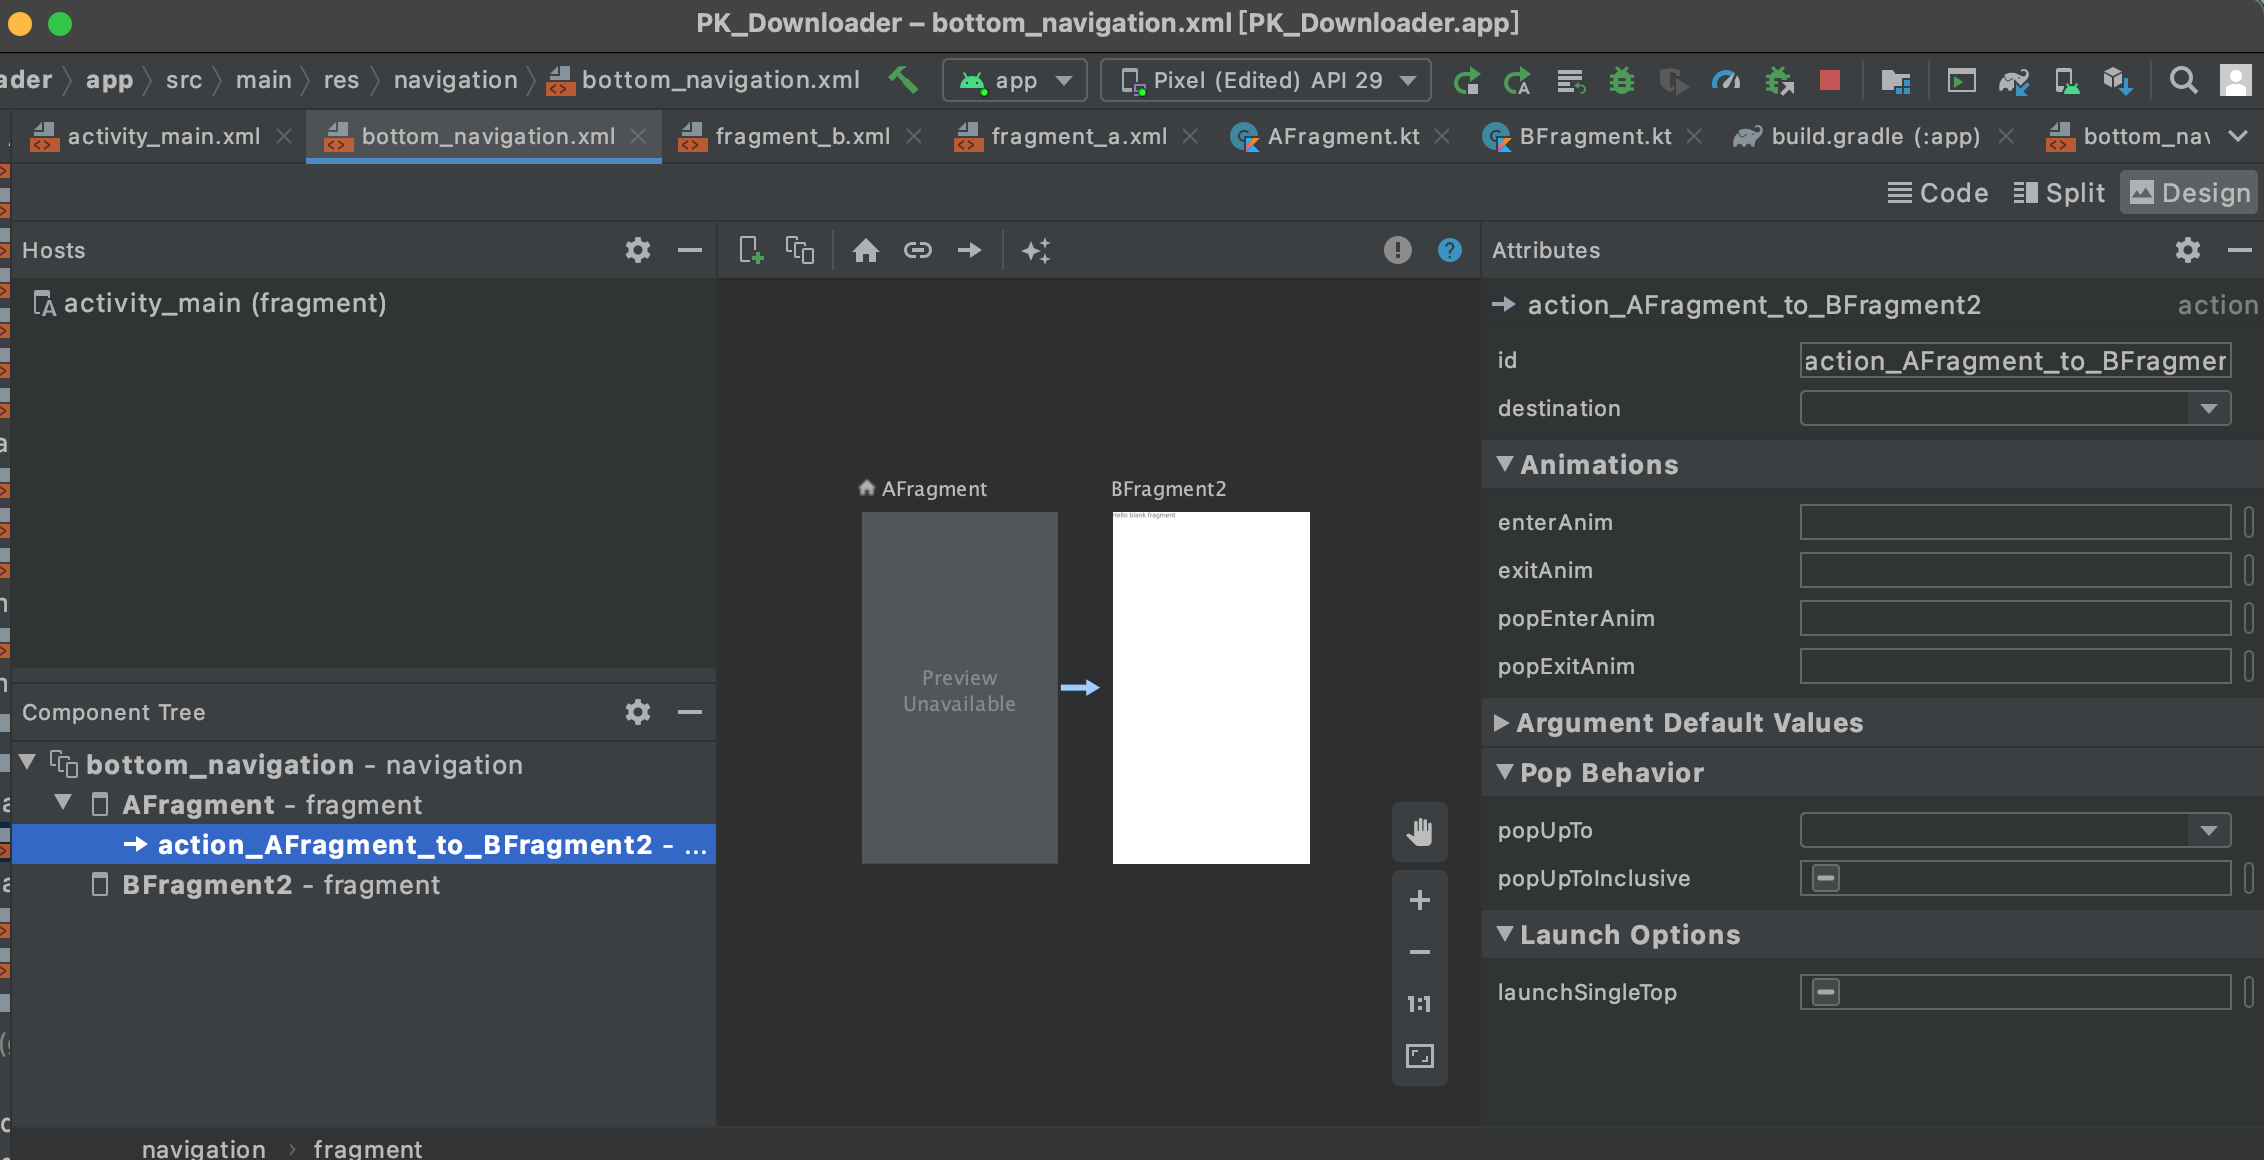 PK_Downloader – bottom_navigation.xml [PK_Downloader.app]
ader app src main res navigation bottom_navigation.xml app Pixel (Edited) API 29
activity_main.xml bottom_navigation.xml fragment_b.xml fragment_a.xml AFragment.kt BFragment.kt build.gradle (:app) bottom_nav
Code Split Design
Hosts
activity_main (fragment)
Component Tree
bottom_navigation - navigation
AFragment - fragment
action_AFragment_to_BFragment2 - ...
BFragment2 - fragment
navigation › fragment
AFragment
Preview
Unavailable
BFragment2
Hello blank fragment
1:1
Attributes
action_AFragment_to_BFragment2 action
id action_AFragment_to_BFragmer
destination
Animations
enterAnim
exitAnim
popEnterAnim
popExitAnim
Argument Default Values
Pop Behavior
popUpTo
popUpToInclusive
Launch Options
launchSingleTop